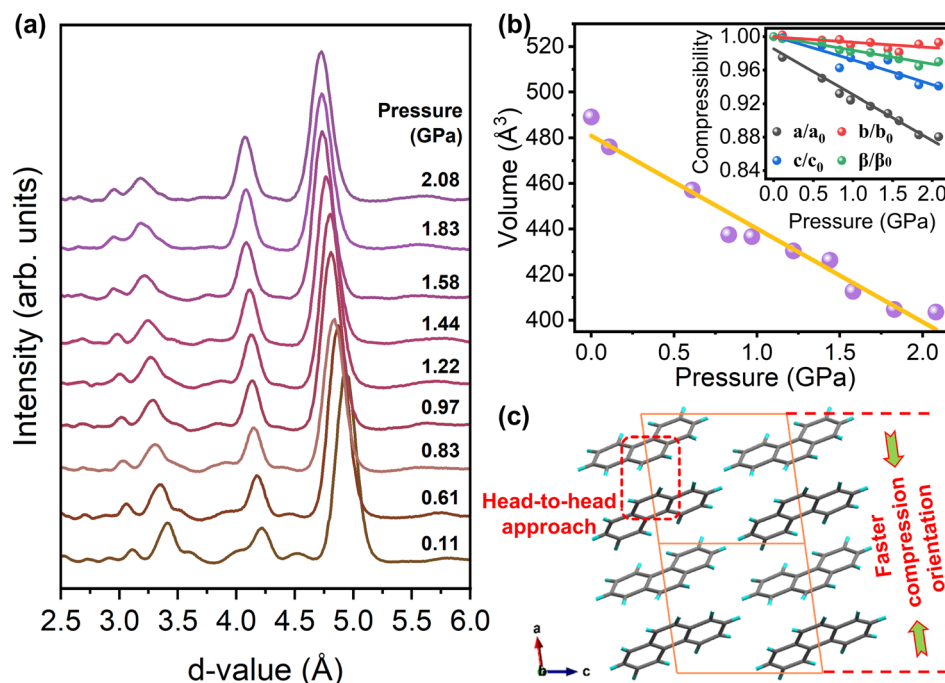 (a)
Pressure
(GPa)
2.08
1.83
1.58
1.44
1.22
0.97
0.83
0.61
0.11
Intensity (arb. units)
2.5 3.0 3.5 4.0 4.5 5.0 5.5 6.0
d-value (Å)
(b)
520
500
480
460
440
420
400
Volume (Å³)
0.0 0.5 1.0 1.5 2.0
Pressure (GPa)
1.00
0.96
0.92
0.88
0.84
Compressibility
a/a₀ b/b₀
c/c₀ β/β₀
0.0 0.5 1.0 1.5 2.0
Pressure (GPa)
(c)
Head-to-head
approach
Faster
compression
orientation
a
b c